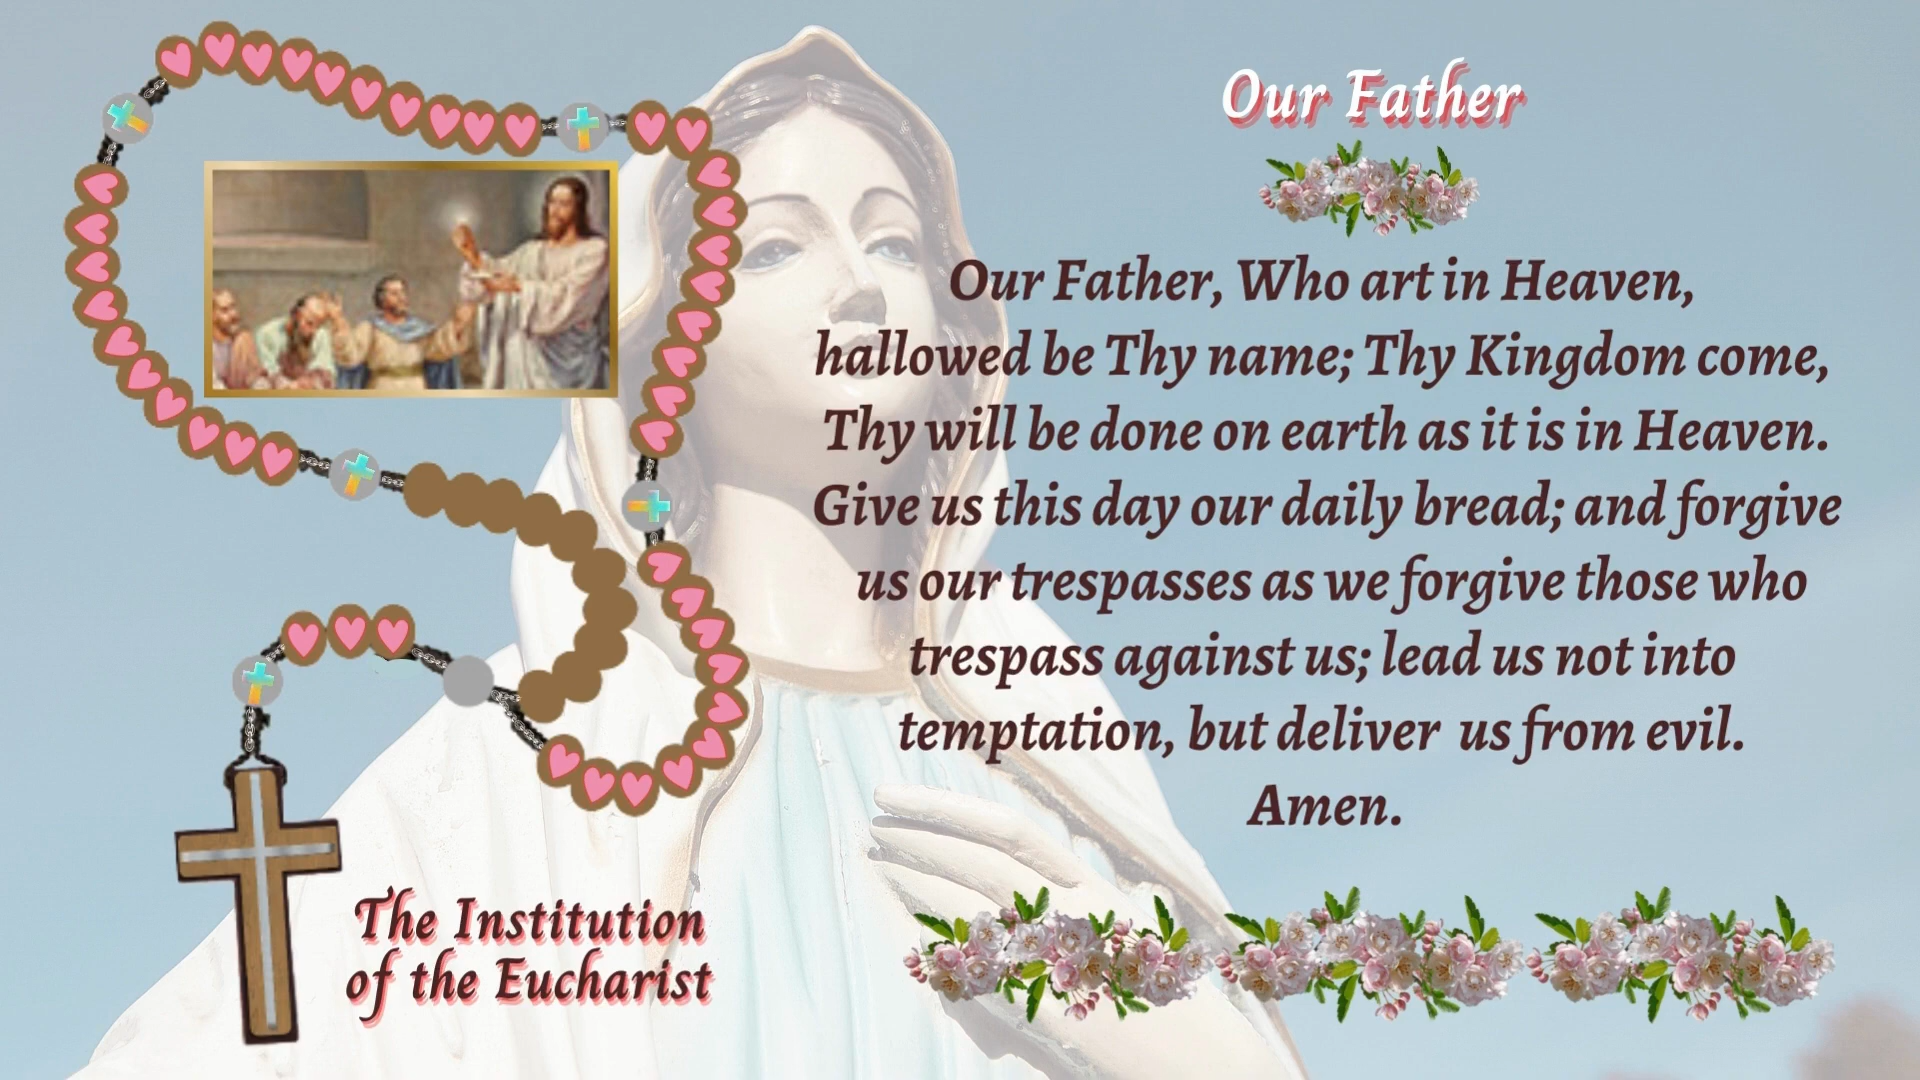 Our Father
Our Father, Who art in Heaven,
hallowed be Thy name; Thy Kingdom come,
Thy will be done on earth as it is in Heaven.
Give us this day our daily bread; and forgive
us our trespasses as we forgive those who
trespass against us; lead us not into
temptation, but deliver us from evil.
Amen.
The Institution
of the Eucharist